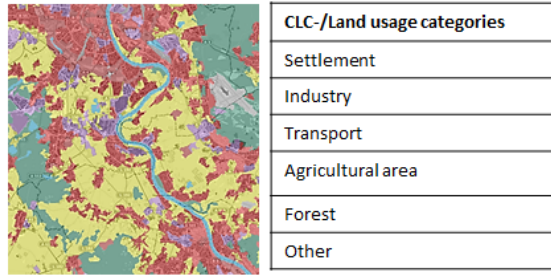 CLC-/Land usage categories
Settlement
Industry
Transport
Agricultural area
Forest
Other